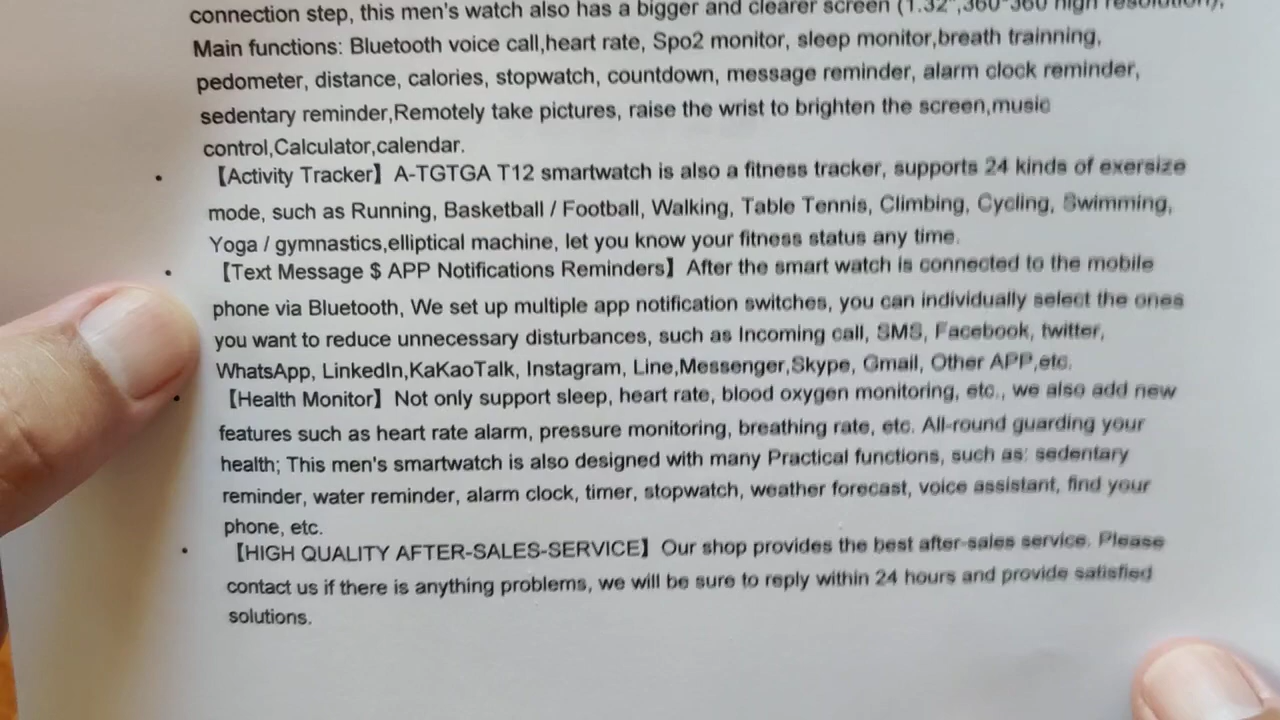 connection step, this men's watch also has a bigger and clearer screen (1.32",360*360 high resolution),
Main functions: Bluetooth voice call,heart rate, Spo2 monitor, sleep monitor,breath trainning,
pedometer, distance, calories, stopwatch, countdown, message reminder, alarm clock reminder,
sedentary reminder,Remotely take pictures, raise the wrist to brighten the screen,music
control,Calculator,calendar.
• 【Activity Tracker】A-TGTGA T12 smartwatch is also a fitness tracker, supports 24 kinds of exersize
mode, such as Running, Basketball / Football, Walking, Table Tennis, Climbing, Cycling, Swimming,
Yoga / gymnastics,elliptical machine, let you know your fitness status any time.
• 【Text Message $ APP Notifications Reminders】After the smart watch is connected to the mobile
phone via Bluetooth, We set up multiple app notification switches, you can individually select the ones
you want to reduce unnecessary disturbances, such as Incoming call, SMS, Facebook, twitter,
WhatsApp, LinkedIn,KaKaoTalk, Instagram, Line,Messenger,Skype, Gmail, Other APP,etc.
• 【Health Monitor】Not only support sleep, heart rate, blood oxygen monitoring, etc., we also add new
features such as heart rate alarm, pressure monitoring, breathing rate, etc. All-round guarding your
health; This men's smartwatch is also designed with many Practical functions, such as: sedentary
reminder, water reminder, alarm clock, timer, stopwatch, weather forecast, voice assistant, find your
phone, etc.
• 【HIGH QUALITY AFTER-SALES-SERVICE】Our shop provides the best after-sales service. Please
contact us if there is anything problems, we will be sure to reply within 24 hours and provide satisfied
solutions.